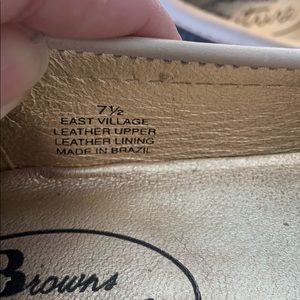 7½
EAST VILLAGE
LEATHER UPPER
LEATHER LINING
MADE IN BRAZIL
Browns